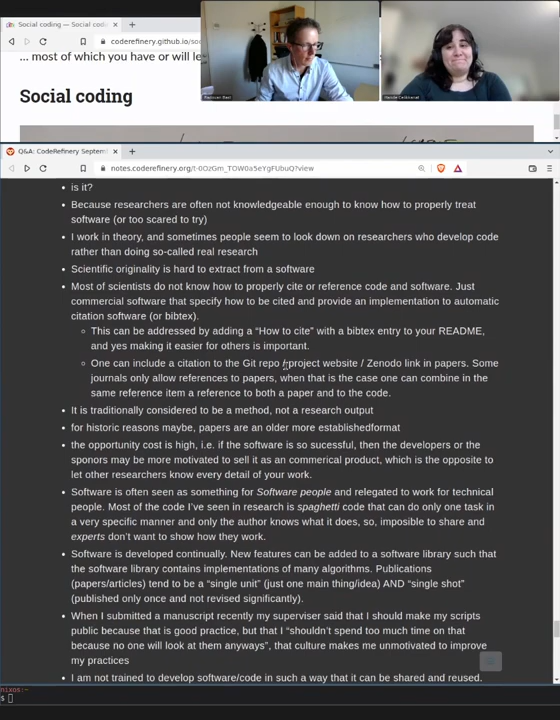 Social coding — Social code
coderefinery.github.io/soc
... most of which you have or will le
Social coding
Radovan Bast
Q&A: CodeRefinery Septem
notes.coderefinery.org/t-0OzGm_TOW0a5eYgFUbuQ?view
is it?
Because researchers are often not knowledgeable enough to know how to properly treat
software (or too scared to try)
I work in theory, and sometimes people seem to look down on researchers who develop code
rather than doing so-called real research
Scientific originality is hard to extract from a software
Most of scientists do not know how to properly cite or reference code and software. Just
commercial software that specify how to be cited and provide an implementation to automatic
citation software (or bibtex).
This can be addressed by adding a “How to cite” with a bibtex entry to your README,
and yes making it easier for others is important.
One can include a citation to the Git repo / project website / Zenodo link in papers. Some
journals only allow references to papers, when that is the case one can combine in the
same reference item a reference to both a paper and to the code.
It is traditionally considered to be a method, not a research output
for historic reasons maybe, papers are an older more establishedformat
the opportunity cost is high, i.e. if the software is so sucessful, then the developers or the
sponors may be more motivated to sell it as an commerical product, which is the opposite to
let other researchers know every detail of your work.
Software is often seen as something for Software people and relegated to work for technical
people. Most of the code I've seen in research is spaghetti code that can do only one task in
a very specific manner and only the author knows what it does, so, imposible to share and
experts don't want to show how they work.
Software is developed continually. New features can be added to a software library such that
the software library contains implementations of many algorithms. Publications
(papers/articles) tend to be a “single unit” (just one main thing/idea) AND “single shot”
(published only once and not revised significantly).
When I submitted a manuscript recently my superviser said that I should make my scripts
public because that is good practice, but that I “shouldn't spend too much time on that
because no one will look at them anyways”, that culture makes me unmotivated to improve
my practices
I am not trained to develop software/code in such a way that it can be shared and reused.
nixos:~
$